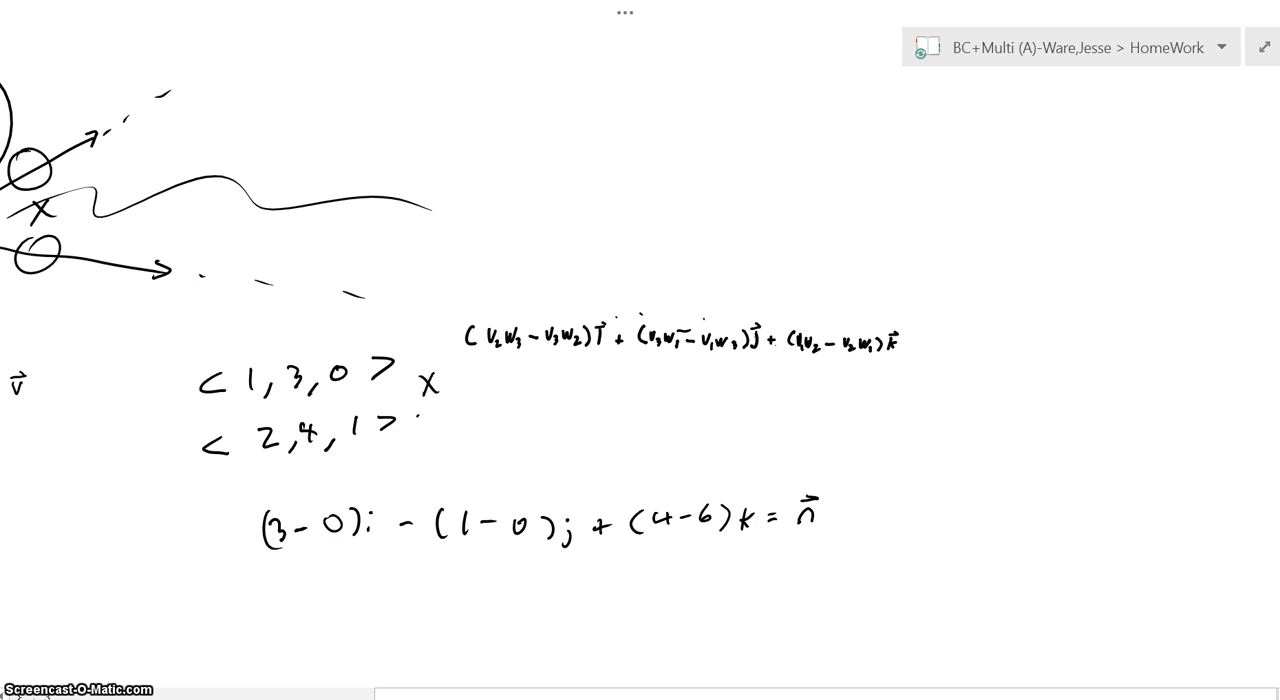 ...
BC+Multi (A)-Ware,Jesse > HomeWork
(v₂w₃ - v₃w₂)i⃗ + (v₃w₁ - v₁w₃)j⃗ + (v₂ - v₂w₁)k⃗
v⃗ < 1, 3, 0 > x
< 2, 4, 1 >
(3 - 0)i - (1 - 0)j + (4 - 6)k = n⃗
Screencast-O-Matic.com